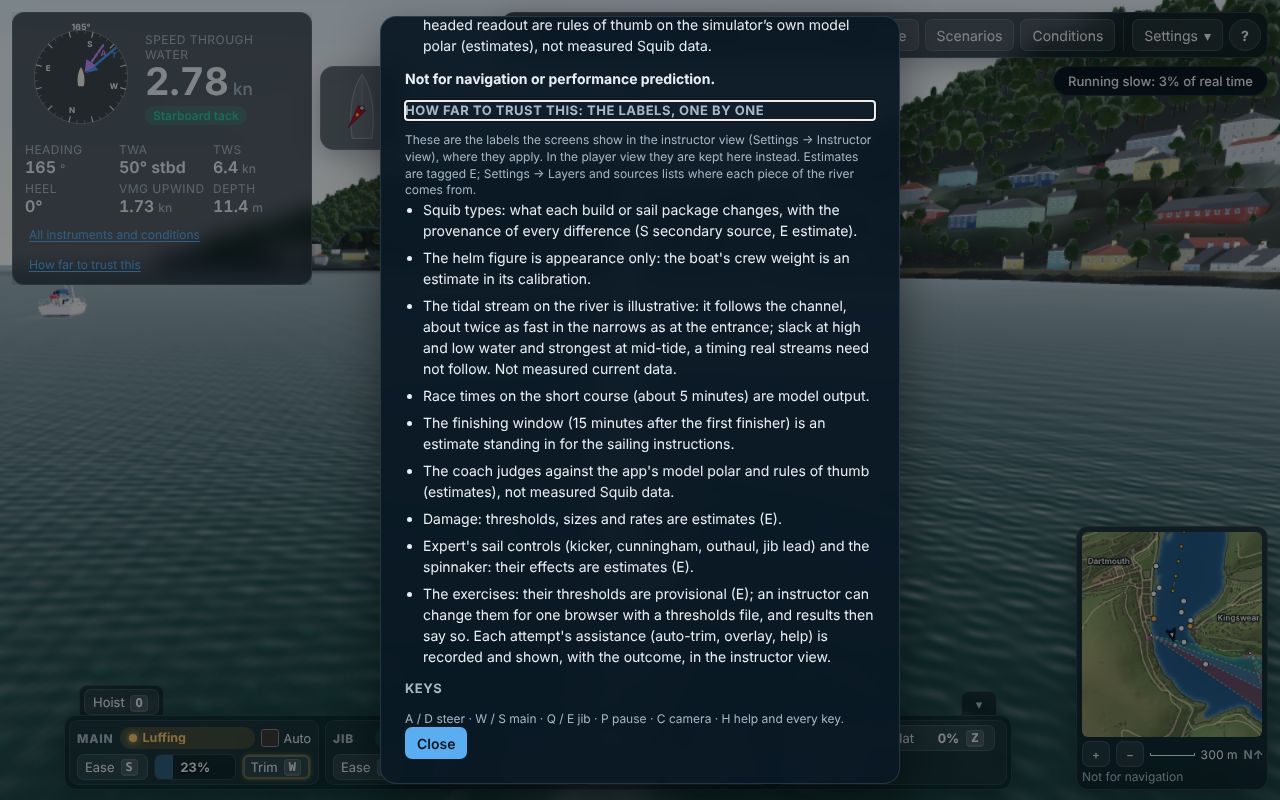 165°
S
E
W
N
SPEED THROUGH
WATER
2.78 kn
Starboard tack
HEADING
TWA
TWS
165 °
50° stbd
6.4 kn
HEEL
VMG UPWIND
DEPTH
0°
1.73 kn
11.4 m
All instruments and conditions
How far to trust this
headed readout are rules of thumb on the simulator's own model
polar (estimates), not measured Squib data.
Not for navigation or performance prediction.
HOW FAR TO TRUST THIS: THE LABELS, ONE BY ONE
These are the labels the screens show in the instructor view (Settings → Instructor
view), where they apply. In the player view they are kept here instead. Estimates
are tagged E; Settings → Layers and sources lists where each piece of the river
comes from.
• Squib types: what each build or sail package changes, with the
provenance of every difference (S secondary source, E estimate).
• The helm figure is appearance only: the boat's crew weight is an
estimate in its calibration.
• The tidal stream on the river is illustrative: it follows the channel,
about twice as fast in the narrows as at the entrance; slack at high
and low water and strongest at mid-tide, a timing real streams need
not follow. Not measured current data.
• Race times on the short course (about 5 minutes) are model output.
• The finishing window (15 minutes after the first finisher) is an
estimate standing in for the sailing instructions.
• The coach judges against the app's model polar and rules of thumb
(estimates), not measured Squib data.
• Damage: thresholds, sizes and rates are estimates (E).
• Expert's sail controls (kicker, cunningham, outhaul, jib lead) and the
spinnaker: their effects are estimates (E).
• The exercises: their thresholds are provisional (E); an instructor can
change them for one browser with a thresholds file, and results then
say so. Each attempt's assistance (auto-trim, overlay, help) is
recorded and shown, with the outcome, in the instructor view.
KEYS
A / D steer · W / S main · Q / E jib · P pause · C camera · H help and every key.
Close
Scenarios
Conditions
Settings ▾
?
Running slow: 3% of real time
Hoist 0
MAIN
Luffing
Auto
JIB
Ease S
23%
Trim W
Ease
▾
0% Z
Dartmouth
Kingswear
+
−
300 m N↑
Not for navigation